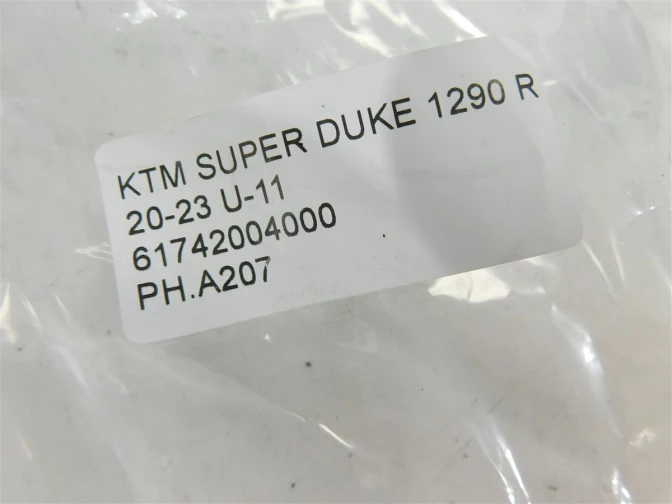 KTM SUPER DUKE 1290 R
20-23 U-11
61742004000
PH.A207